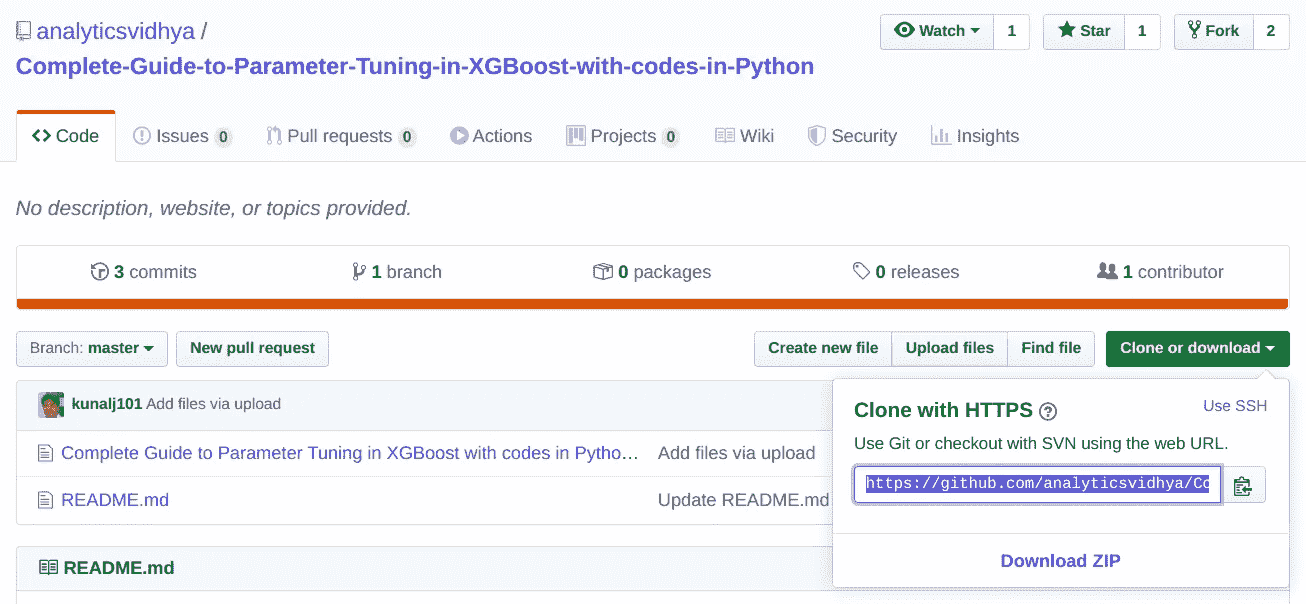 analyticsvidhya /
Watch 1 Star 1 Fork 2
Complete-Guide-to-Parameter-Tuning-in-XGBoost-with-codes-in-Python
Code Issues 0 Pull requests 0 Actions Projects 0 Wiki Security Insights
No description, website, or topics provided.
3 commits 1 branch 0 packages 0 releases 1 contributor
Branch: master New pull request Create new file Upload files Find file Clone or download
kunalj101 Add files via upload
Complete Guide to Parameter Tuning in XGBoost with codes in Pytho… Add files via upload
README.md Update README.md
README.md
Clone with HTTPS ? Use SSH
Use Git or checkout with SVN using the web URL.
https://github.com/analyticsvidhya/Co
Download ZIP